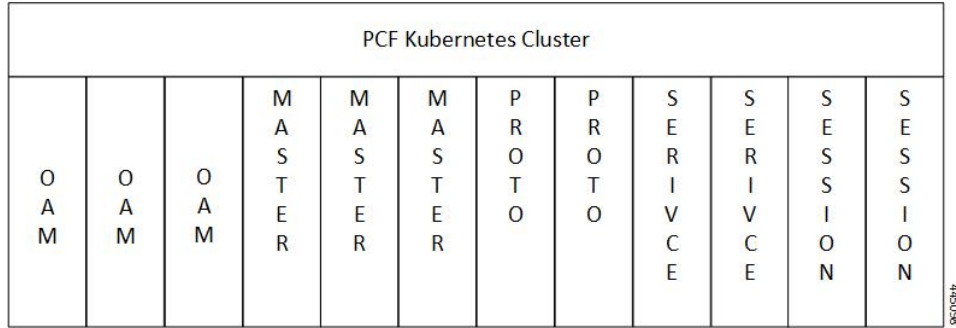 PCF Kubernetes Cluster
OAM
OAM
OAM
MASTER
MASTER
MASTER
PROTO
PROTO
SERIVCE
SERIVCE
SESSION
SESSION